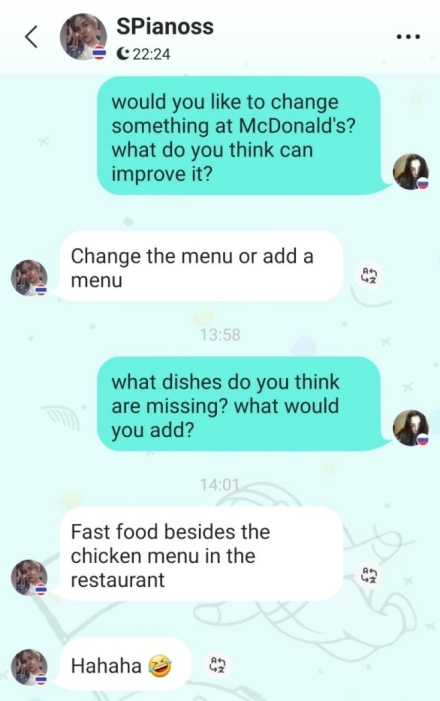 SPianoss
22:24
would you like to change
something at McDonald's?
what do you think can
improve it?
Change the menu or add a
menu
13:58
what dishes do you think
are missing? what would
you add?
14:01
Fast food besides the
chicken menu in the
restaurant
Hahaha 🤣